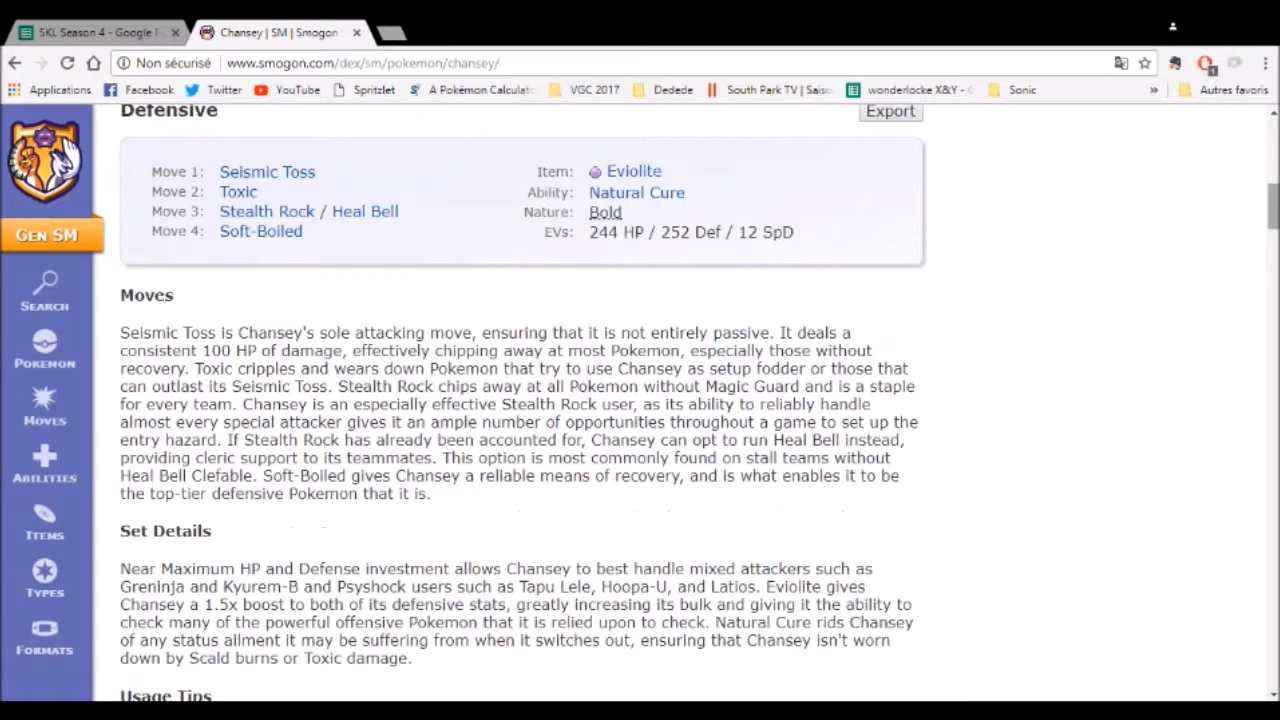 SKL Season 4 - Google F
Chansey | SM | Smogon
Non sécurisé
www.smogon.com/dex/sm/pokemon/chansey/
1
Applications
Facebook
Twitter
YouTube
Spritzlet
A Pokémon Calculat
VGC 2017
Dedede
South Park TV | Saiso
wonderlocke X&Y - G
Sonic
»
Autres favoris
Defensive
Export
Move 1: Seismic Toss
Item: Eviolite
Move 2: Toxic
Ability: Natural Cure
Move 3: Stealth Rock / Heal Bell
Nature: Bold
Move 4: Soft-Boiled
EVs: 244 HP / 252 Def / 12 SpD
GEN SM
SEARCH
POKEMON
MOVES
ABILITIES
ITEMS
TYPES
FORMATS
Moves
Seismic Toss is Chansey's sole attacking move, ensuring that it is not entirely passive. It deals a
consistent 100 HP of damage, effectively chipping away at most Pokemon, especially those without
recovery. Toxic cripples and wears down Pokemon that try to use Chansey as setup fodder or those that
can outlast its Seismic Toss. Stealth Rock chips away at all Pokemon without Magic Guard and is a staple
for every team. Chansey is an especially effective Stealth Rock user, as its ability to reliably handle
almost every special attacker gives it an ample number of opportunities throughout a game to set up the
entry hazard. If Stealth Rock has already been accounted for, Chansey can opt to run Heal Bell instead,
providing cleric support to its teammates. This option is most commonly found on stall teams without
Heal Bell Clefable. Soft-Boiled gives Chansey a reliable means of recovery, and is what enables it to be
the top-tier defensive Pokemon that it is.
Set Details
Near Maximum HP and Defense investment allows Chansey to best handle mixed attackers such as
Greninja and Kyurem-B and Psyshock users such as Tapu Lele, Hoopa-U, and Latios. Eviolite gives
Chansey a 1.5x boost to both of its defensive stats, greatly increasing its bulk and giving it the ability to
check many of the powerful offensive Pokemon that it is relied upon to check. Natural Cure rids Chansey
of any status ailment it may be suffering from when it switches out, ensuring that Chansey isn't worn
down by Scald burns or Toxic damage.
Usage Tips